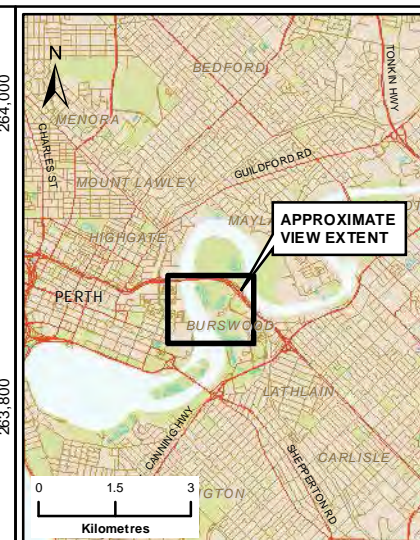 264,000
263,800
N
BEDFORD
TONKIN HWY
MENORA
CHARLES ST
GUILDFORD RD
MOUNT LAWLEY
MAYL
HIGHGATE
APPROXIMATE
VIEW EXTENT
PERTH
BURSWOOD
LATHLAIN
CANNING HWY
SHEPPERTON RD
CARLISLE
NGTON
0 1.5 3
Kilometres